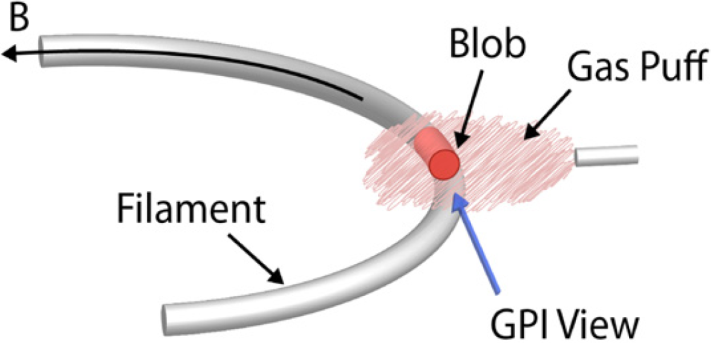 B
Blob
Gas Puff
Filament
GPI View